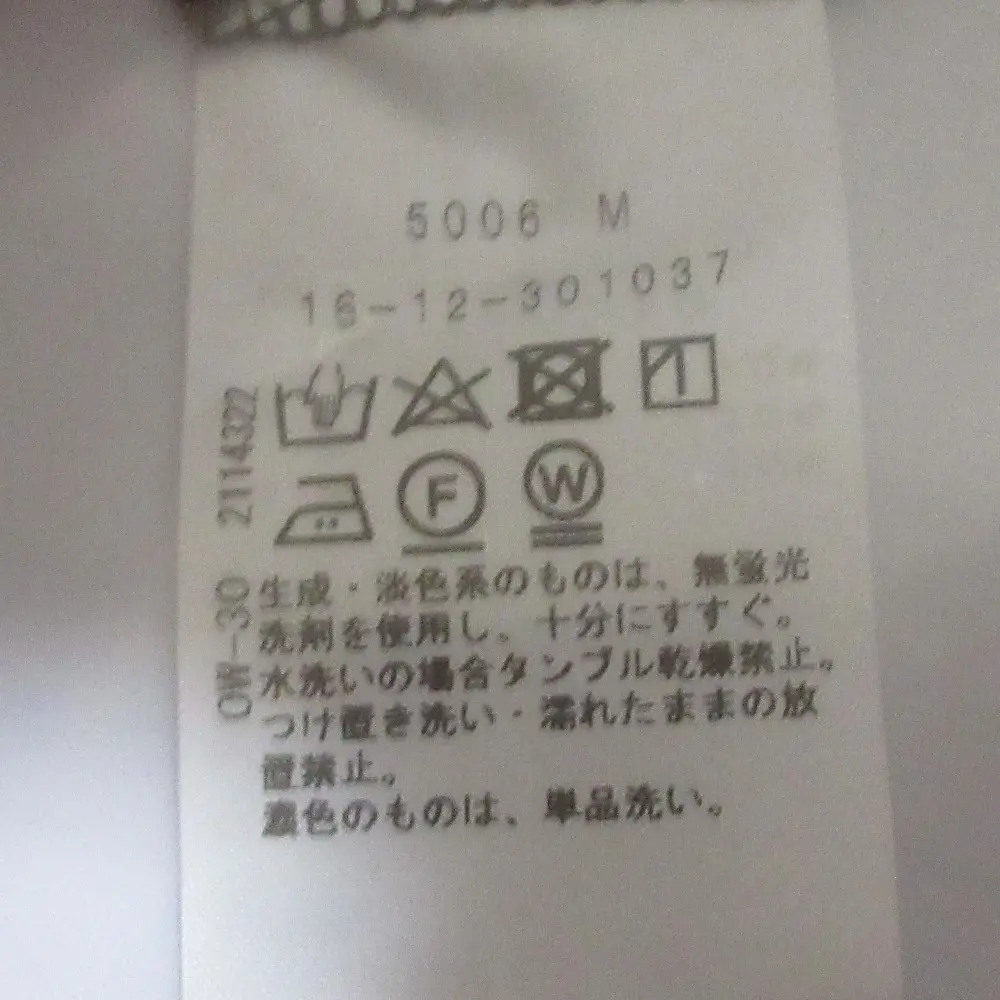 5006 M
16-12-301037
2114322
F
W
OW-30
生成・淡色系のものは、無蛍光
洗剤を使用し、十分にすすぐ。
水洗いの場合タンブル乾燥禁止。
つけ置き洗い・濡れたままの放
置禁止。
濃色のものは、単品洗い。